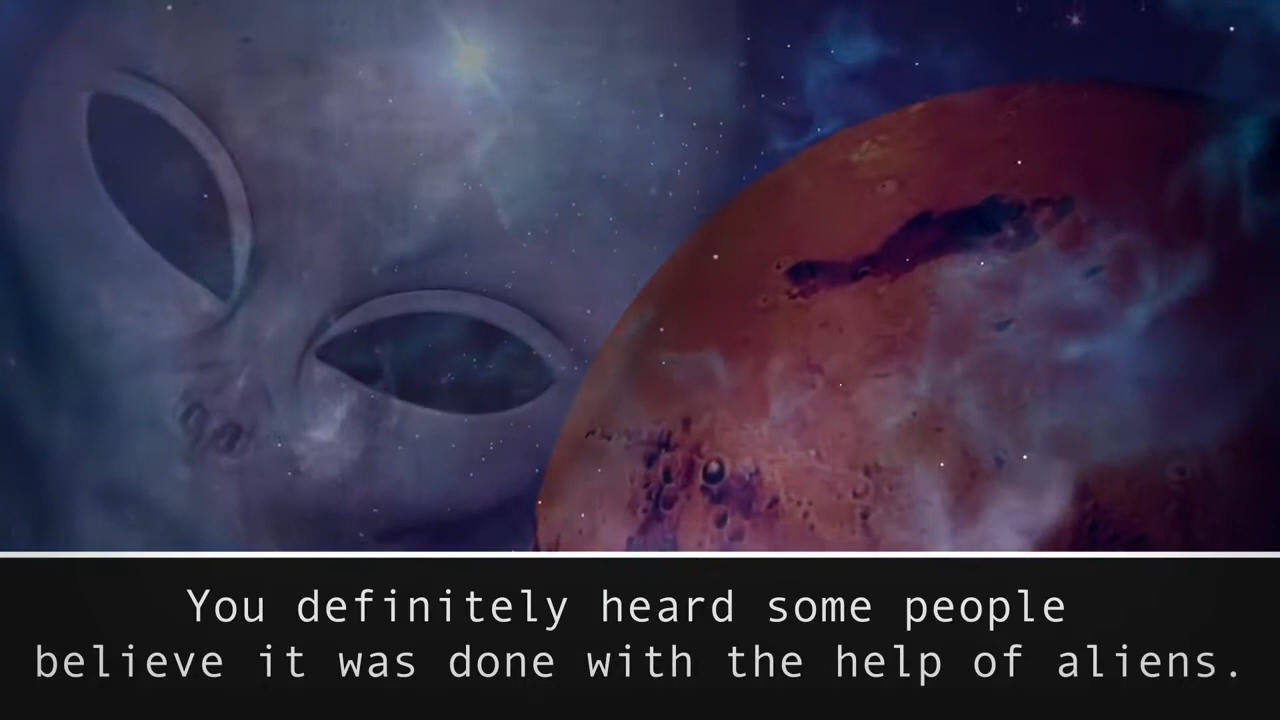 You definitely heard some people
believe it was done with the help of aliens.